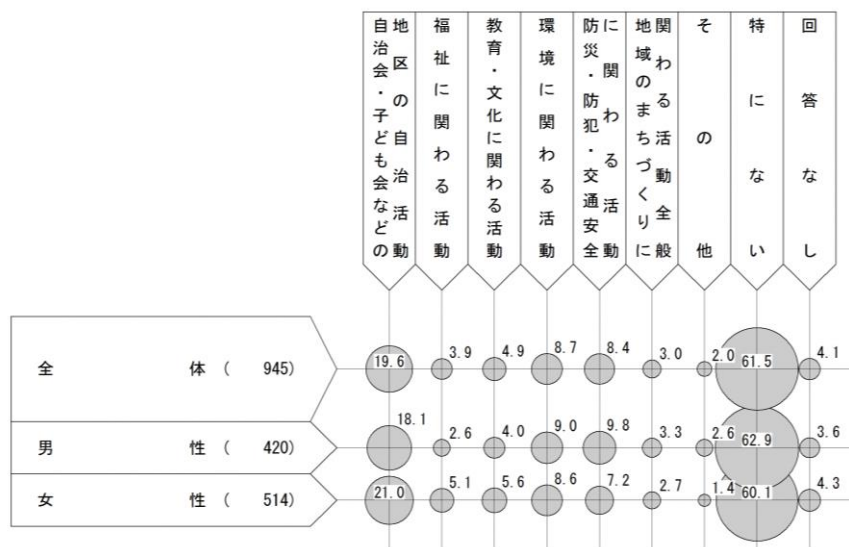 自治会・子ども会などの
地区の自治活動
福祉に関わる活動
教育・文化に関わる活動
環境に関わる活動
防災・防犯・交通安全
に関わる活動
地域のまちづくりに
関わる活動全般
その他
特にない
回答なし
全体(945) 19.6 3.9 4.9 8.7 8.4 3.0 2.0 61.5 4.1
男性(420) 18.1 2.6 4.0 9.0 9.8 3.3 2.6 62.9 3.6
女性(514) 21.0 5.1 5.6 8.6 7.2 2.7 1.4 60.1 4.3